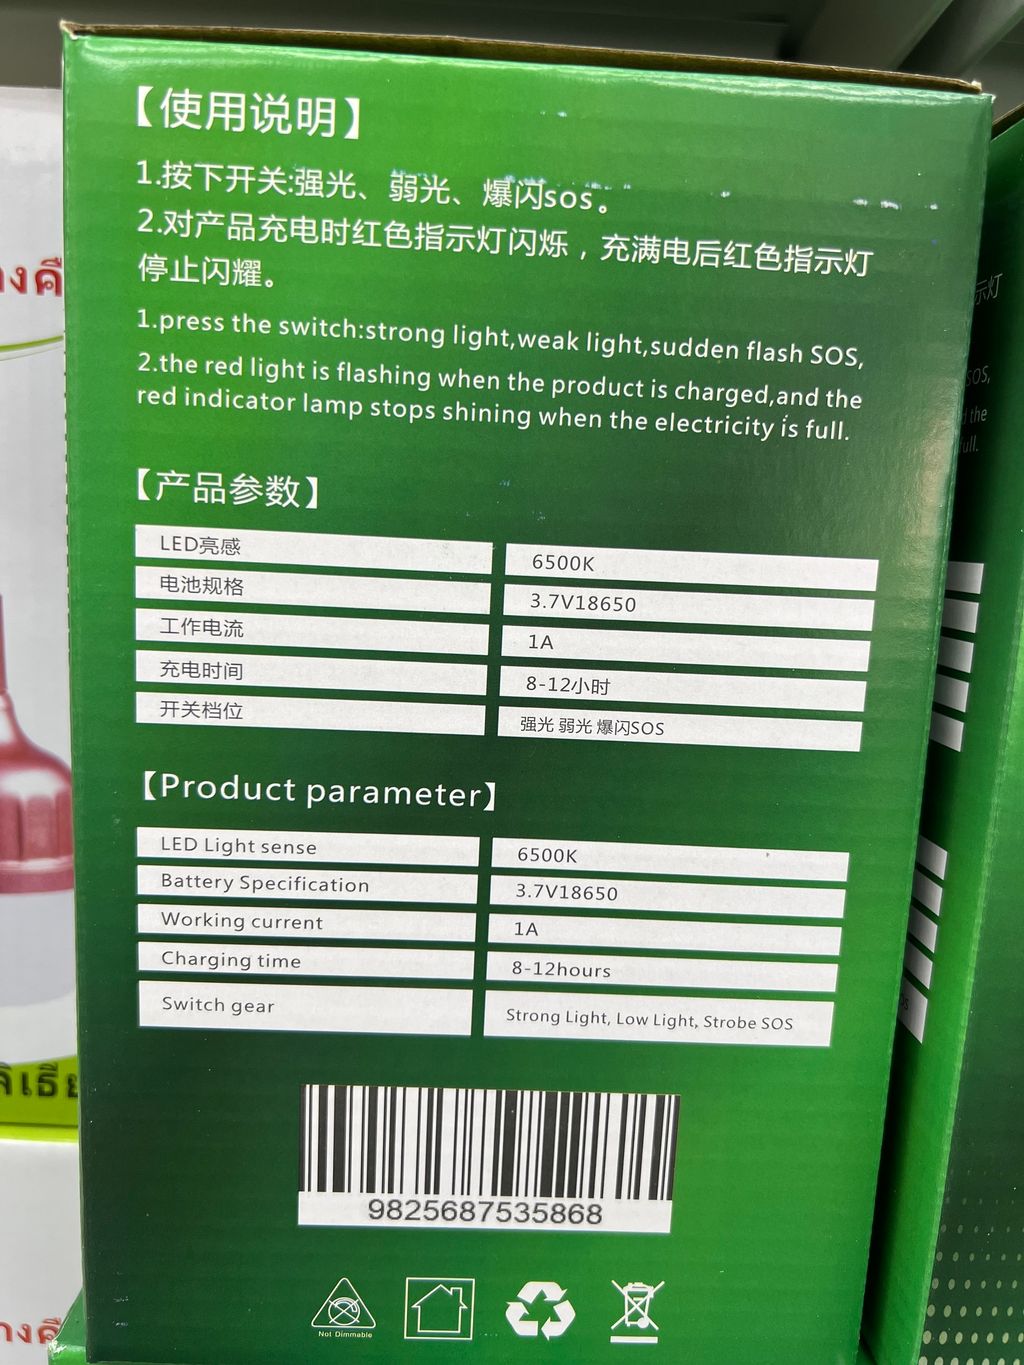 【使用说明】
1.按下开关:强光、弱光、爆闪sos。
2.对产品充电时红色指示灯闪烁，充满电后红色指示灯
停止闪耀。
1.press the switch:strong light,weak light,sudden flash SOS,
2.the red light is flashing when the product is charged,and the
red indicator lamp stops shining when the electricity is full.
【产品参数】
LED亮感 6500K
电池规格 3.7V18650
工作电流 1A
充电时间 8-12小时
开关档位 强光 弱光 爆闪SOS
【Product parameter】
LED Light sense 6500K
Battery Specification 3.7V18650
Working current 1A
Charging time 8-12hours
Switch gear Strong Light, Low Light, Strobe SOS
9825687535868
Not Dimmable
示灯
SOS,
the
full.